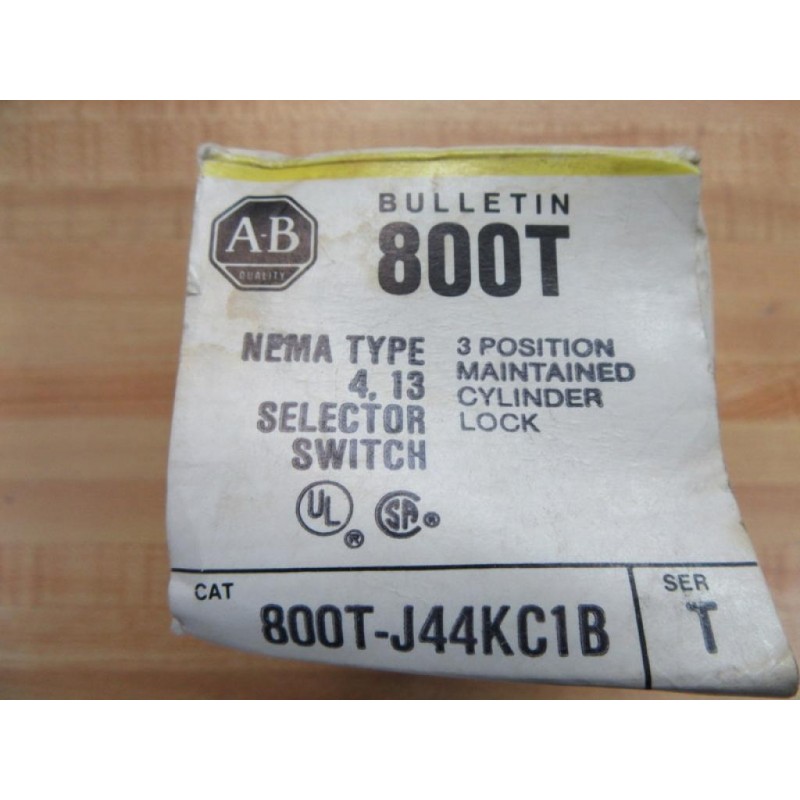 A-B
QUALITY
BULLETIN
800T
NEMA TYPE
4, 13
SELECTOR
SWITCH
3 POSITION
MAINTAINED
CYLINDER
LOCK
UL ®
SA ®
CAT
800T-J44KC1B
SER
T